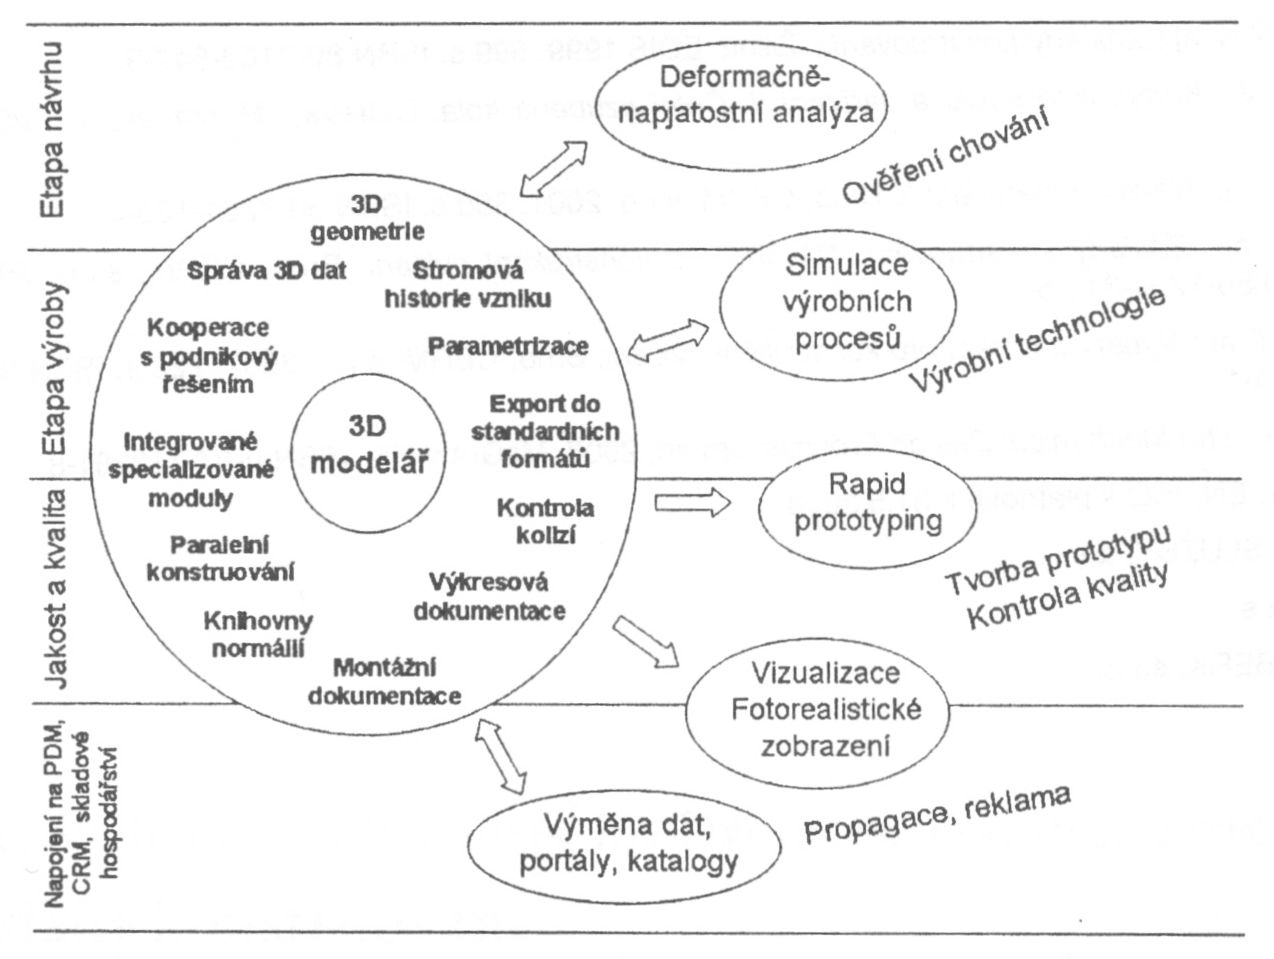 Etapa návrhu
Etapa výroby
Jakost a kvalita
Napojení na PDM,
CRM, skladové
hospodářství
3D
geometrie
Správa 3D dat
Stromová
historie vzniku
Kooperace
s podnikový
řešením
Parametrizace
Export do
standardních
formátů
Integrované
specializované
moduly
3D
modelář
Kontrola
kolizí
Paralelní
konstruování
Výkresová
dokumentace
Knihovny
normálií
Montážní
dokumentace
Deformačně-
napjatostní analýza
Ověření chování
Simulace
výrobních
procesů
Výrobní technologie
Rapid
prototyping
Tvorba prototypu
Kontrola kvality
Vizualizace
Fotorealistické
zobrazení
Propagace, reklama
Výměna dat,
portály, katalogy